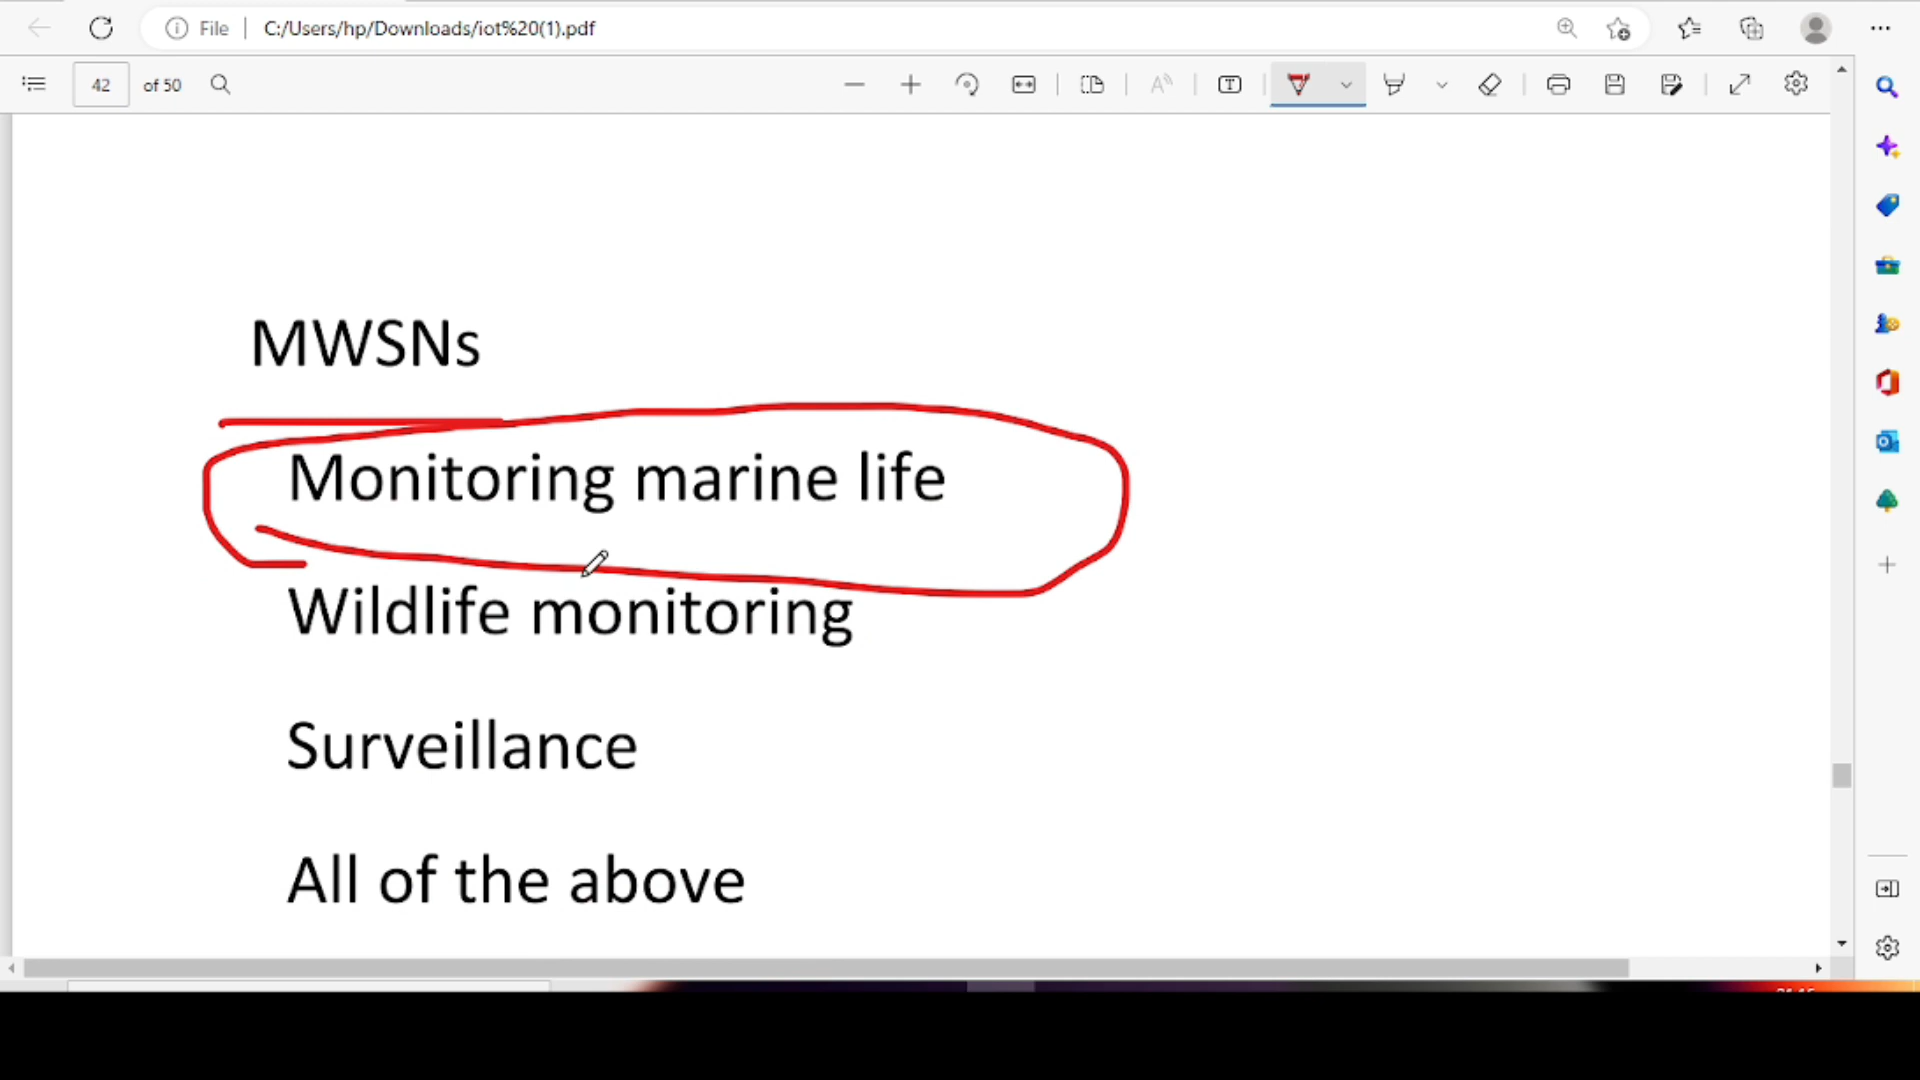 File
C:/Users/hp/Downloads/iot%20(1).pdf
42 of 50
MWSNs
Monitoring marine life
Wildlife monitoring
Surveillance
All of the above